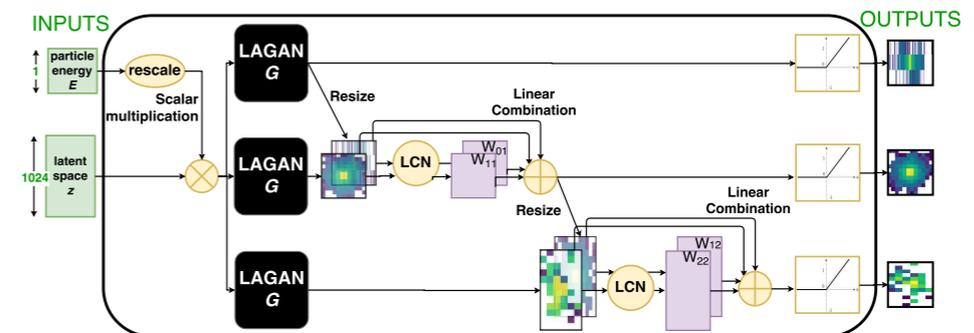 INPUTS
OUTPUTS
particle
energy
E
1
rescale
Scalar
multiplication
LAGAN
G
Resize
Linear
Combination
latent
space
z
1024
LAGAN
G
LCN
W01
W11
Resize
Linear
Combination
LAGAN
G
LCN
W12
W22